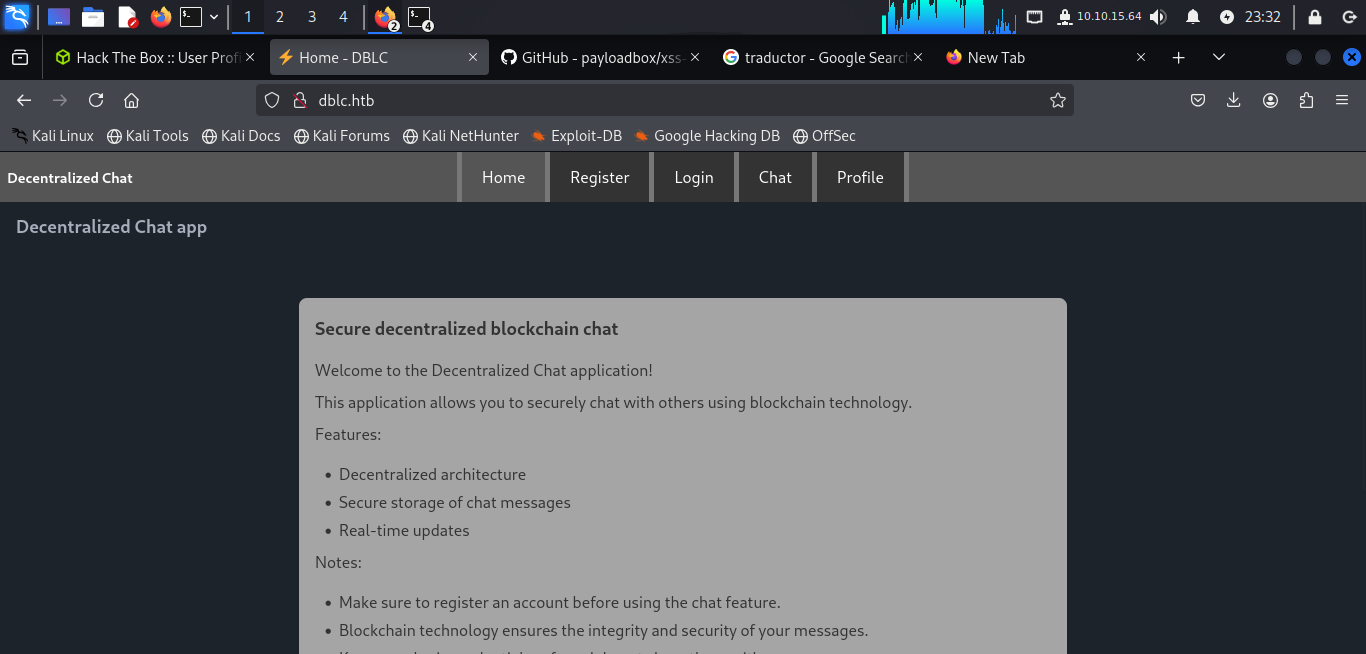 1 2 3 4 2 4 10.10.15.64 23:32
Hack The Box :: User Profi Home - DBLC GitHub - payloadbox/xss- traductor - Google Search New Tab
dblc.htb
Kali Linux Kali Tools Kali Docs Kali Forums Kali NetHunter Exploit-DB Google Hacking DB OffSec
Decentralized Chat Home Register Login Chat Profile
Decentralized Chat app
Secure decentralized blockchain chat
Welcome to the Decentralized Chat application!
This application allows you to securely chat with others using blockchain technology.
Features:
• Decentralized architecture
• Secure storage of chat messages
• Real-time updates
Notes:
• Make sure to register an account before using the chat feature.
• Blockchain technology ensures the integrity and security of your messages.